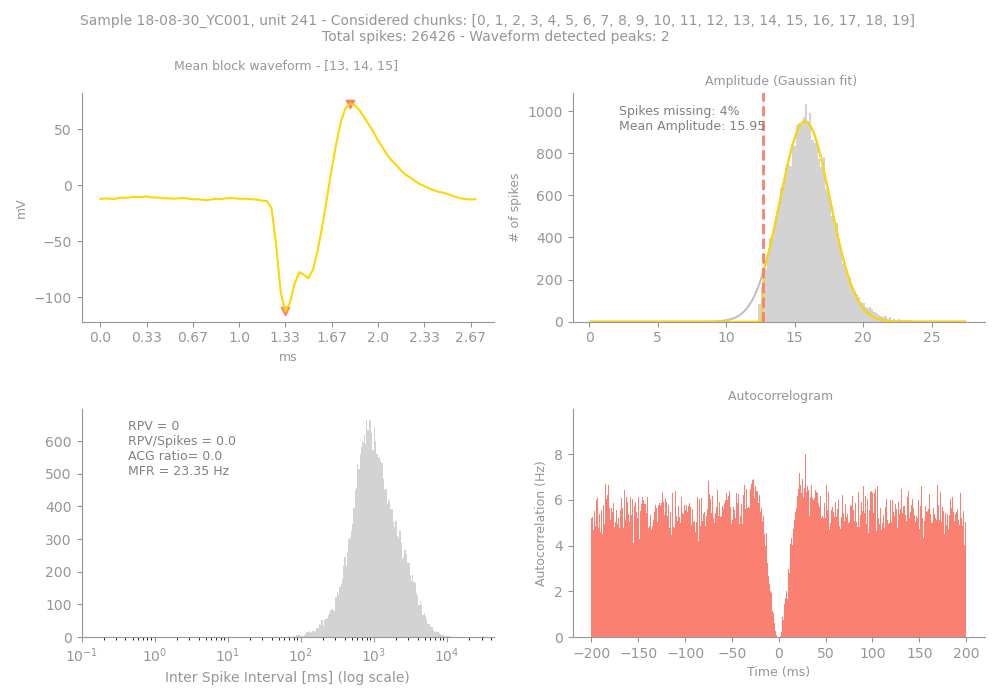 Sample 18-08-30_YC001, unit 241 - Considered chunks: [0, 1, 2, 3, 4, 5, 6, 7, 8, 9, 10, 11, 12, 13, 14, 15, 16, 17, 18, 19]
Total spikes: 26426 - Waveform detected peaks: 2
Mean block waveform - [13, 14, 15]
50
0
−50
−100
mV
0.0 0.33 0.67 1.0 1.33 1.67 2.0 2.33 2.67
ms
Amplitude (Gaussian fit)
Spikes missing: 4%
Mean Amplitude: 15.95
1000
800
600
400
200
0
# of spikes
0 5 10 15 20 25
RPV = 0
RPV/Spikes = 0.0
ACG ratio= 0.0
MFR = 23.35 Hz
600
500
400
300
200
100
0
10⁻¹ 10⁰ 10¹ 10² 10³ 10⁴
Inter Spike Interval [ms] (log scale)
Autocorrelogram
8
6
4
2
0
Autocorrelation (Hz)
−200 −150 −100 −50 0 50 100 150 200
Time (ms)